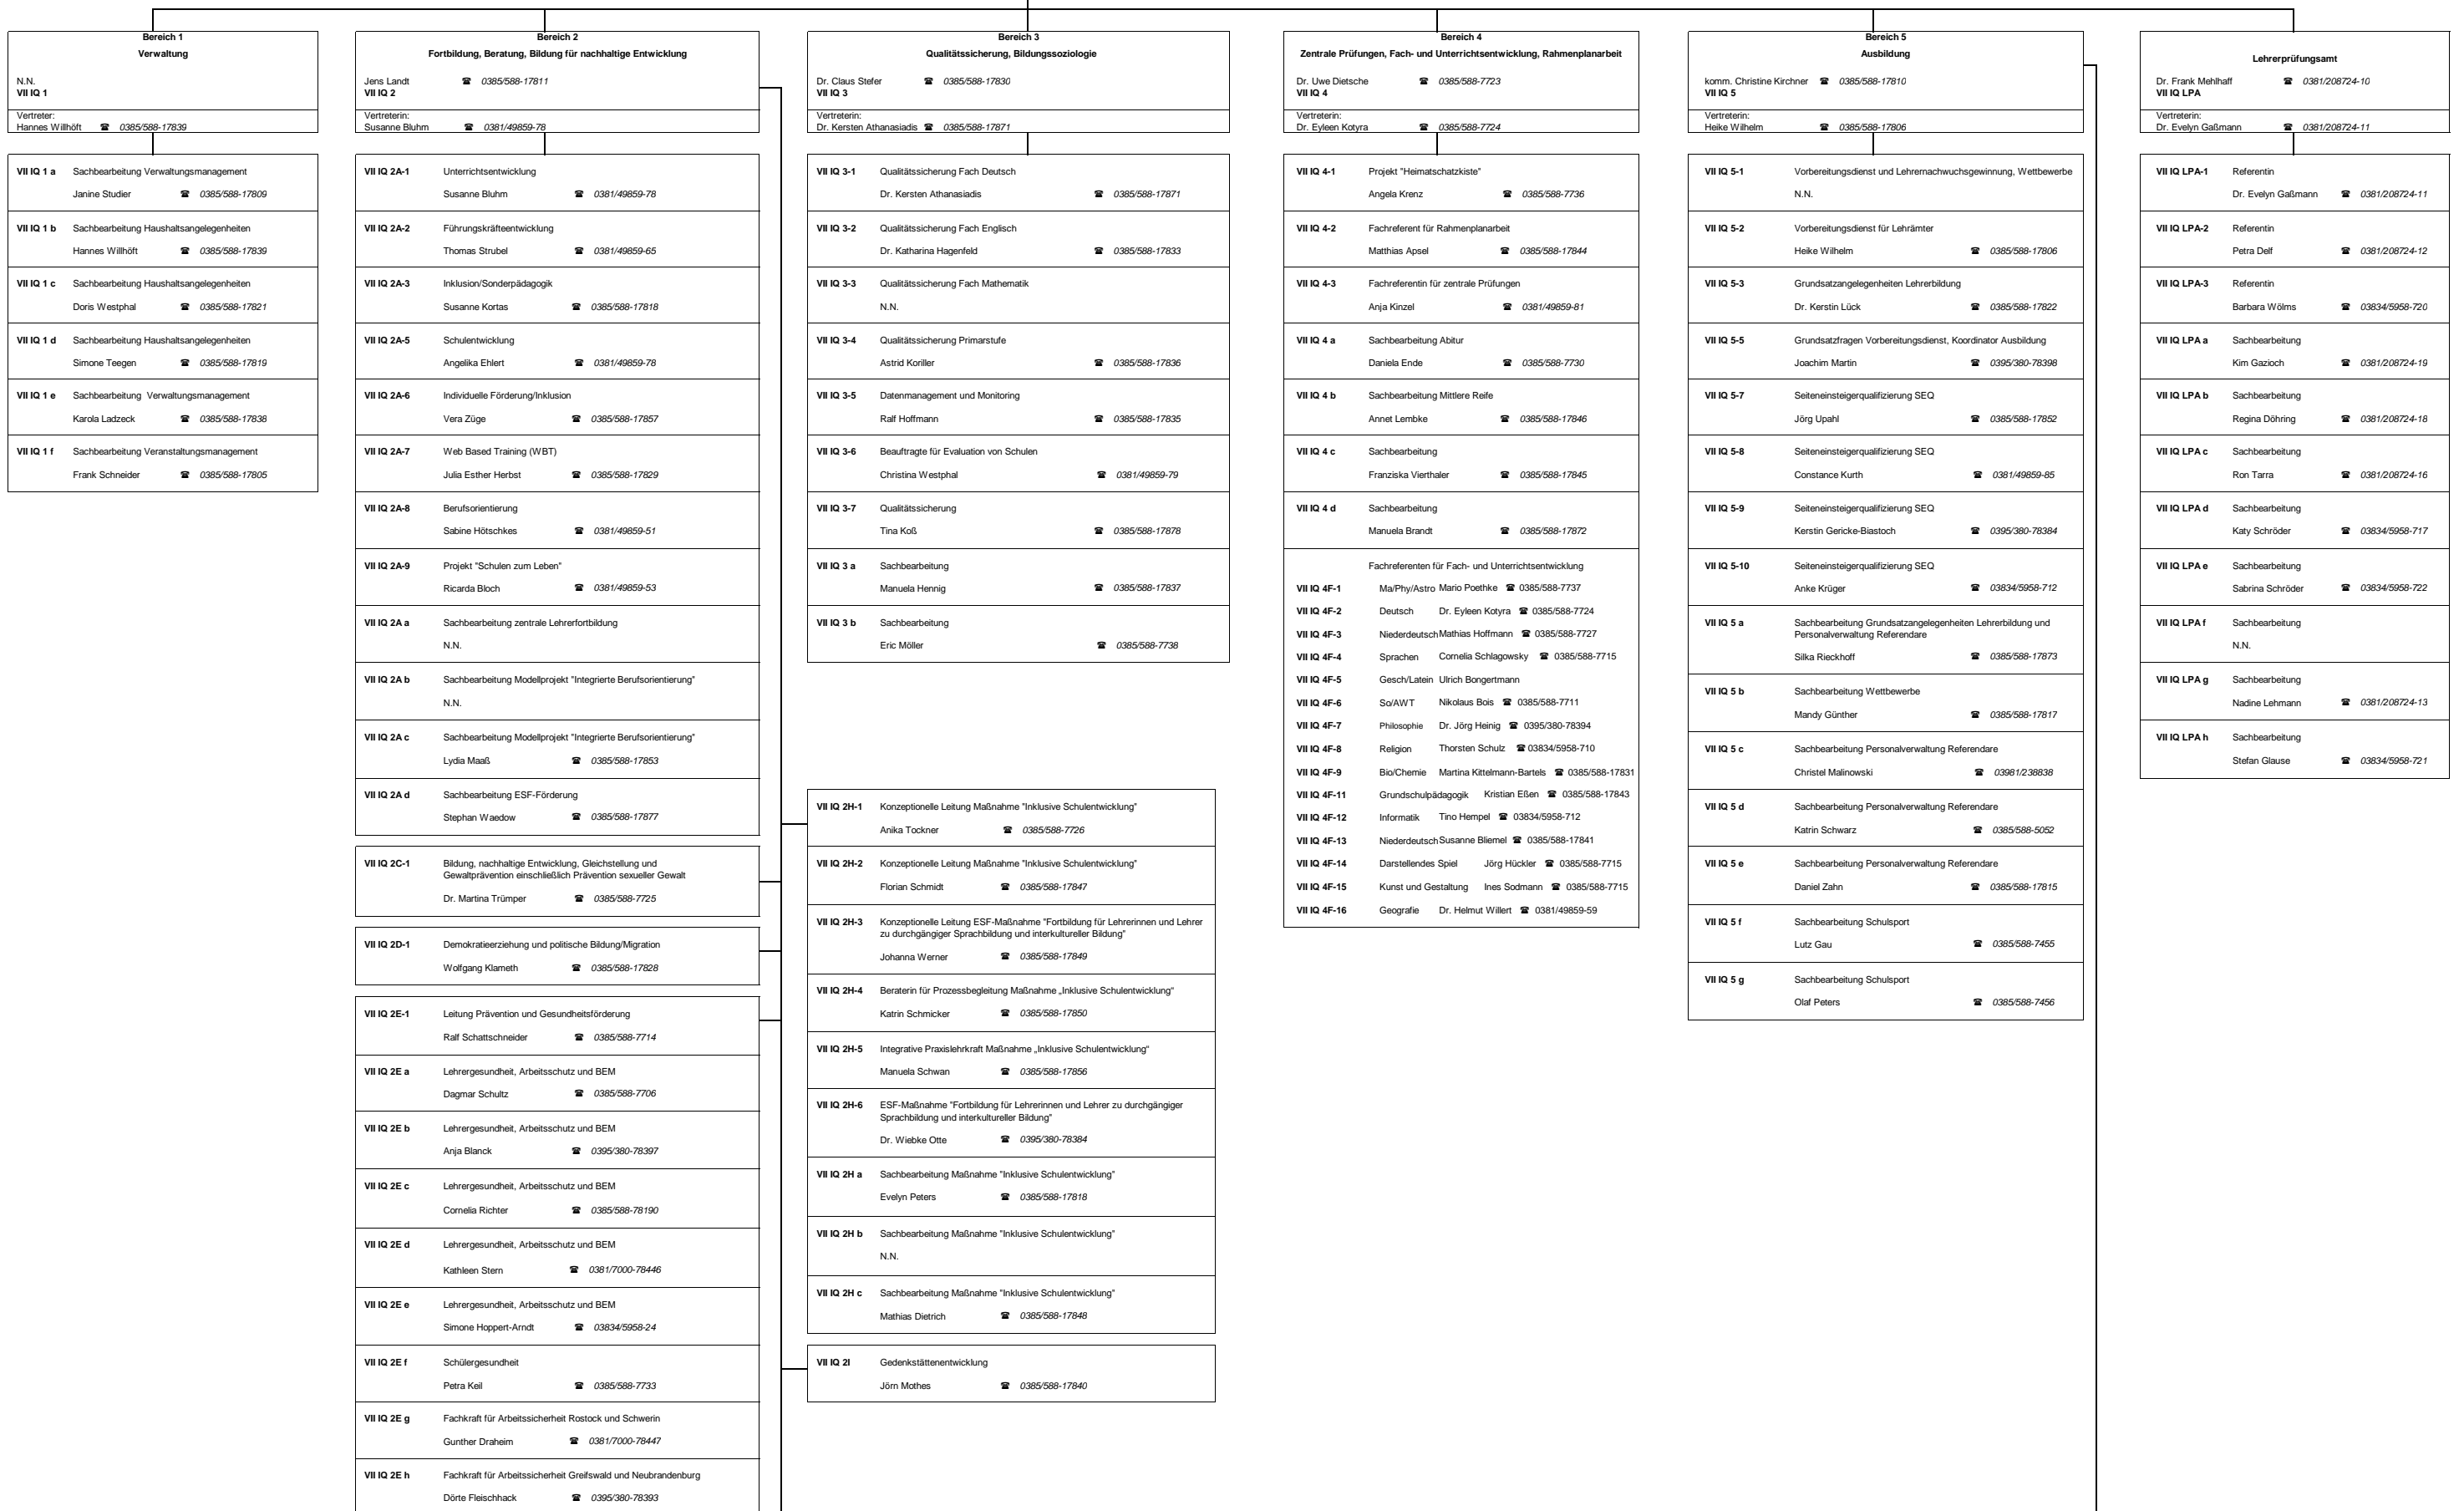 Bereich 1
Verwaltung
N.N.
VII IQ 1
Vertreter:
Hannes Willhöft ☎ 0385/588-17839
VII IQ 1 a Sachbearbeitung Verwaltungsmanagement
Janine Studier ☎ 0385/588-17809
VII IQ 1 b Sachbearbeitung Haushaltsangelegenheiten
Hannes Willhöft ☎ 0385/588-17839
VII IQ 1 c Sachbearbeitung Haushaltsangelegenheiten
Doris Westphal ☎ 0385/588-17821
VII IQ 1 d Sachbearbeitung Haushaltsangelegenheiten
Simone Teegen ☎ 0385/588-17819
VII IQ 1 e Sachbearbeitung Verwaltungsmanagement
Karola Ladzeck ☎ 0385/588-17838
VII IQ 1 f Sachbearbeitung Veranstaltungsmanagement
Frank Schneider ☎ 0385/588-17805
Bereich 2
Fortbildung, Beratung, Bildung für nachhaltige Entwicklung
Jens Landt ☎ 0385/588-17811
VII IQ 2
Vertreterin:
Susanne Bluhm ☎ 0381/49859-78
VII IQ 2A-1 Unterrichtsentwicklung
Susanne Bluhm ☎ 0381/49859-78
VII IQ 2A-2 Führungskräfteentwicklung
Thomas Strubel ☎ 0381/49859-65
VII IQ 2A-3 Inklusion/Sonderpädagogik
Susanne Kortas ☎ 0385/588-17818
VII IQ 2A-5 Schulentwicklung
Angelika Ehlert ☎ 0381/49859-78
VII IQ 2A-6 Individuelle Förderung/Inklusion
Vera Züge ☎ 0385/588-17857
VII IQ 2A-7 Web Based Training (WBT)
Julia Esther Herbst ☎ 0385/588-17829
VII IQ 2A-8 Berufsorientierung
Sabine Hötschkes ☎ 0381/49859-51
VII IQ 2A-9 Projekt "Schulen zum Leben"
Ricarda Bloch ☎ 0381/49859-53
VII IQ 2A a Sachbearbeitung zentrale Lehrerfortbildung
N.N.
VII IQ 2A b Sachbearbeitung Modellprojekt "Integrierte Berufsorientierung"
N.N.
VII IQ 2A c Sachbearbeitung Modellprojekt "Integrierte Berufsorientierung"
Lydia Maaß ☎ 0385/588-17853
VII IQ 2A d Sachbearbeitung ESF-Förderung
Stephan Waedow ☎ 0385/588-17877
VII IQ 2C-1 Bildung, nachhaltige Entwicklung, Gleichstellung und
Gewaltprävention einschließlich Prävention sexueller Gewalt
Dr. Martina Trümper ☎ 0385/588-7725
VII IQ 2D-1 Demokratieerziehung und politische Bildung/Migration
Wolfgang Klameth ☎ 0385/588-17828
VII IQ 2E-1 Leitung Prävention und Gesundheitsförderung
Ralf Schattschneider ☎ 0385/588-7714
VII IQ 2E a Lehrergesundheit, Arbeitsschutz und BEM
Dagmar Schultz ☎ 0385/588-7706
VII IQ 2E b Lehrergesundheit, Arbeitsschutz und BEM
Anja Blanck ☎ 0395/380-78397
VII IQ 2E c Lehrergesundheit, Arbeitsschutz und BEM
Cornelia Richter ☎ 0385/588-78190
VII IQ 2E d Lehrergesundheit, Arbeitsschutz und BEM
Kathleen Stern ☎ 0381/7000-78446
VII IQ 2E e Lehrergesundheit, Arbeitsschutz und BEM
Simone Hoppert-Arndt ☎ 03834/5958-24
VII IQ 2E f Schülergesundheit
Petra Keil ☎ 0385/588-7733
VII IQ 2E g Fachkraft für Arbeitssicherheit Rostock und Schwerin
Gunther Draheim ☎ 0381/7000-78447
VII IQ 2E h Fachkraft für Arbeitssicherheit Greifswald und Neubrandenburg
Dörte Fleischhack ☎ 0395/380-78393
Bereich 3
Qualitätssicherung, Bildungssoziologie
Dr. Claus Stefer ☎ 0385/588-17830
VII IQ 3
Vertreterin:
Dr. Kersten Athanasiadis ☎ 0385/588-17871
VII IQ 3-1 Qualitätssicherung Fach Deutsch
Dr. Kersten Athanasiadis ☎ 0385/588-17871
VII IQ 3-2 Qualitätssicherung Fach Englisch
Dr. Katharina Hagenfeld ☎ 0385/588-17833
VII IQ 3-3 Qualitätssicherung Fach Mathematik
N.N.
VII IQ 3-4 Qualitätssicherung Primarstufe
Astrid Koriller ☎ 0385/588-17836
VII IQ 3-5 Datenmanagement und Monitoring
Ralf Hoffmann ☎ 0385/588-17835
VII IQ 3-6 Beauftragte für Evaluation von Schulen
Christina Westphal ☎ 0381/49859-79
VII IQ 3-7 Qualitätssicherung
Tina Koß ☎ 0385/588-17878
VII IQ 3 a Sachbearbeitung
Manuela Hennig ☎ 0385/588-17837
VII IQ 3 b Sachbearbeitung
Eric Möller ☎ 0385/588-7738
VII IQ 2H-1 Konzeptionelle Leitung Maßnahme "Inklusive Schulentwicklung"
Anika Tockner ☎ 0385/588-7726
VII IQ 2H-2 Konzeptionelle Leitung Maßnahme "Inklusive Schulentwicklung"
Florian Schmidt ☎ 0385/588-17847
VII IQ 2H-3 Konzeptionelle Leitung ESF-Maßnahme "Fortbildung für Lehrerinnen und Lehrer
zu durchgängiger Sprachbildung und interkultureller Bildung"
Johanna Werner ☎ 0385/588-17849
VII IQ 2H-4 Beraterin für Prozessbegleitung Maßnahme „Inklusive Schulentwicklung"
Katrin Schmicker ☎ 0385/588-17850
VII IQ 2H-5 Integrative Praxislehrkraft Maßnahme „Inklusive Schulentwicklung"
Manuela Schwan ☎ 0385/588-17856
VII IQ 2H-6 ESF-Maßnahme "Fortbildung für Lehrerinnen und Lehrer zu durchgängiger
Sprachbildung und interkultureller Bildung"
Dr. Wiebke Otte ☎ 0395/380-78384
VII IQ 2H a Sachbearbeitung Maßnahme "Inklusive Schulentwicklung"
Evelyn Peters ☎ 0385/588-17818
VII IQ 2H b Sachbearbeitung Maßnahme "Inklusive Schulentwicklung"
N.N.
VII IQ 2H c Sachbearbeitung Maßnahme "Inklusive Schulentwicklung"
Mathias Dietrich ☎ 0385/588-17848
VII IQ 2I Gedenkstättenentwicklung
Jörn Mothes ☎ 0385/588-17840
Bereich 4
Zentrale Prüfungen, Fach- und Unterrichtsentwicklung, Rahmenplanarbeit
Dr. Uwe Dietsche ☎ 0385/588-7723
VII IQ 4
Vertreterin:
Dr. Eyleen Kotyra ☎ 0385/588-7724
VII IQ 4-1 Projekt "Heimatschatzkiste"
Angela Krenz ☎ 0385/588-7736
VII IQ 4-2 Fachreferent für Rahmenplanarbeit
Matthias Apsel ☎ 0385/588-17844
VII IQ 4-3 Fachreferentin für zentrale Prüfungen
Anja Kinzel ☎ 0381/49859-81
VII IQ 4 a Sachbearbeitung Abitur
Daniela Ende ☎ 0385/588-7730
VII IQ 4 b Sachbearbeitung Mittlere Reife
Annet Lembke ☎ 0385/588-17846
VII IQ 4 c Sachbearbeitung
Franziska Vierthaler ☎ 0385/588-17845
VII IQ 4 d Sachbearbeitung
Manuela Brandt ☎ 0385/588-17872
Fachreferenten für Fach- und Unterrichtsentwicklung
VII IQ 4F-1 Ma/Phy/Astro Mario Poethke ☎ 0385/588-7737
VII IQ 4F-2 Deutsch Dr. Eyleen Kotyra ☎ 0385/588-7724
VII IQ 4F-3 Niederdeutsch Mathias Hoffmann ☎ 0385/588-7727
VII IQ 4F-4 Sprachen Cornelia Schlagowsky ☎ 0385/588-7715
VII IQ 4F-5 Gesch/Latein Ulrich Bongertmann
VII IQ 4F-6 So/AWT Nikolaus Bois ☎ 0385/588-7711
VII IQ 4F-7 Philosophie Dr. Jörg Heinig ☎ 0395/380-78394
VII IQ 4F-8 Religion Thorsten Schulz ☎ 03834/5958-710
VII IQ 4F-9 Bio/Chemie Martina Kittelmann-Bartels ☎ 0385/588-17831
VII IQ 4F-11 Grundschulpädagogik Kristian Eßen ☎ 0385/588-17843
VII IQ 4F-12 Informatik Tino Hempel ☎ 03834/5958-712
VII IQ 4F-13 Niederdeutsch Susanne Bliemel ☎ 0385/588-17841
VII IQ 4F-14 Darstellendes Spiel Jörg Hückler ☎ 0385/588-7715
VII IQ 4F-15 Kunst und Gestaltung Ines Sodmann ☎ 0385/588-7715
VII IQ 4F-16 Geografie Dr. Helmut Willert ☎ 0381/49859-59
Bereich 5
Ausbildung
komm. Christine Kirchner ☎ 0385/588-17810
VII IQ 5
Vertreterin:
Heike Wilhelm ☎ 0385/588-17806
VII IQ 5-1 Vorbereitungsdienst und Lehrernachwuchsgewinnung, Wettbewerbe
N.N.
VII IQ 5-2 Vorbereitungsdienst für Lehrämter
Heike Wilhelm ☎ 0385/588-17806
VII IQ 5-3 Grundsatzangelegenheiten Lehrerbildung
Dr. Kerstin Lück ☎ 0385/588-17822
VII IQ 5-5 Grundsatzfragen Vorbereitungsdienst, Koordinator Ausbildung
Joachim Martin ☎ 0395/380-78398
VII IQ 5-7 Seiteneinsteigerqualifizierung SEQ
Jörg Upahl ☎ 0385/588-17852
VII IQ 5-8 Seiteneinsteigerqualifizierung SEQ
Constance Kurth ☎ 0381/49859-85
VII IQ 5-9 Seiteneinsteigerqualifizierung SEQ
Kerstin Gericke-Biastoch ☎ 0395/380-78384
VII IQ 5-10 Seiteneinsteigerqualifizierung SEQ
Anke Krüger ☎ 03834/5958-712
VII IQ 5 a Sachbearbeitung Grundsatzangelegenheiten Lehrerbildung und
Personalverwaltung Referendare
Silka Rieckhoff ☎ 0385/588-17873
VII IQ 5 b Sachbearbeitung Wettbewerbe
Mandy Günther ☎ 0385/588-17817
VII IQ 5 c Sachbearbeitung Personalverwaltung Referendare
Christel Malinowski ☎ 03981/238838
VII IQ 5 d Sachbearbeitung Personalverwaltung Referendare
Katrin Schwarz ☎ 0385/588-5052
VII IQ 5 e Sachbearbeitung Personalverwaltung Referendare
Daniel Zahn ☎ 0385/588-17815
VII IQ 5 f Sachbearbeitung Schulsport
Lutz Gau ☎ 0385/588-7455
VII IQ 5 g Sachbearbeitung Schulsport
Olaf Peters ☎ 0385/588-7456
Lehrerprüfungsamt
Dr. Frank Mehlhaff ☎ 0381/208724-10
VII IQ LPA
Vertreterin:
Dr. Evelyn Gaßmann ☎ 0381/208724-11
VII IQ LPA-1 Referentin
Dr. Evelyn Gaßmann ☎ 0381/208724-11
VII IQ LPA-2 Referentin
Petra Delf ☎ 0381/208724-12
VII IQ LPA-3 Referentin
Barbara Wölms ☎ 03834/5958-720
VII IQ LPA a Sachbearbeitung
Kim Gazioch ☎ 0381/208724-19
VII IQ LPA b Sachbearbeitung
Regina Döhring ☎ 0381/208724-18
VII IQ LPA c Sachbearbeitung
Ron Tarra ☎ 0381/208724-16
VII IQ LPA d Sachbearbeitung
Katy Schröder ☎ 03834/5958-717
VII IQ LPA e Sachbearbeitung
Sabrina Schröder ☎ 03834/5958-722
VII IQ LPA f Sachbearbeitung
N.N.
VII IQ LPA g Sachbearbeitung
Nadine Lehmann ☎ 0381/208724-13
VII IQ LPA h Sachbearbeitung
Stefan Glause ☎ 03834/5958-721